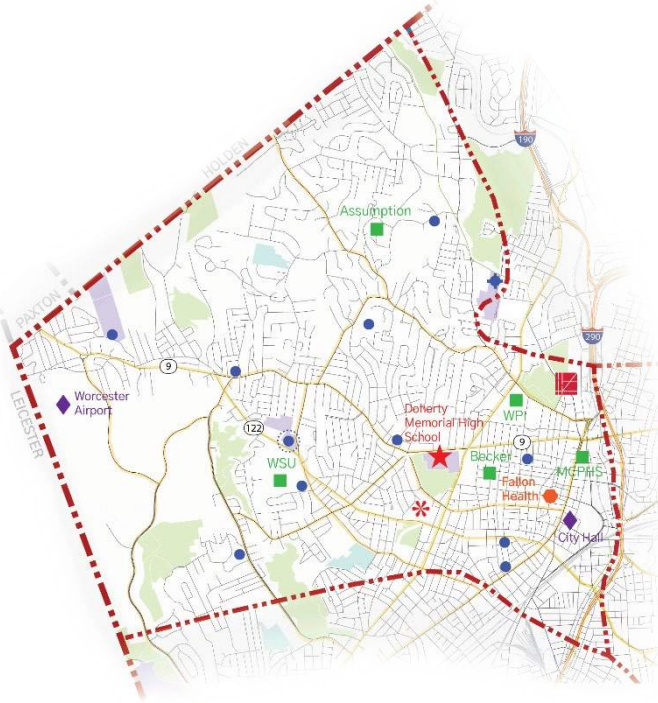 190
HOLDEN
Assumption
PAXTON
290
9
LEICESTER
Worcester
Airport
122
WSU
Doherty
Memorial High
School
WPI
9
Becker
MCPHS
Fallon
Health
City Hall